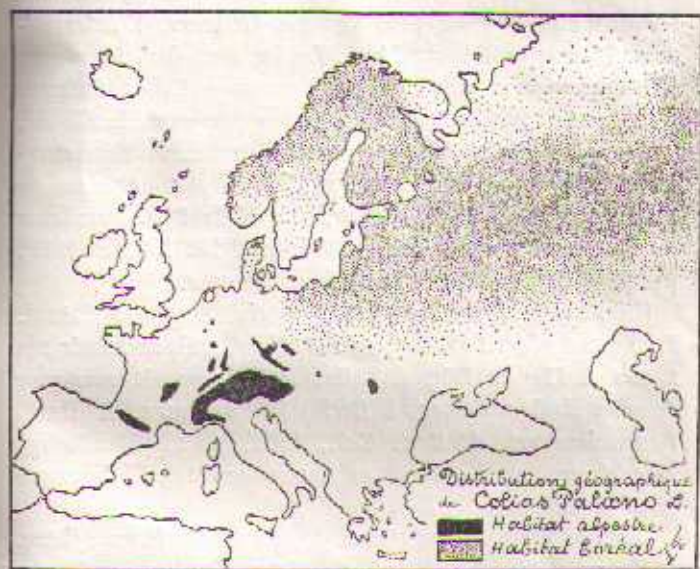 Distribution géographique
de Colias Palaeno L.
Habitat alpestre
Habitat boréal